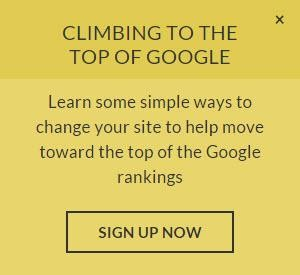 ×
CLIMBING TO THE
TOP OF GOOGLE
Learn some simple ways to
change your site to help move
toward the top of the Google
rankings
SIGN UP NOW